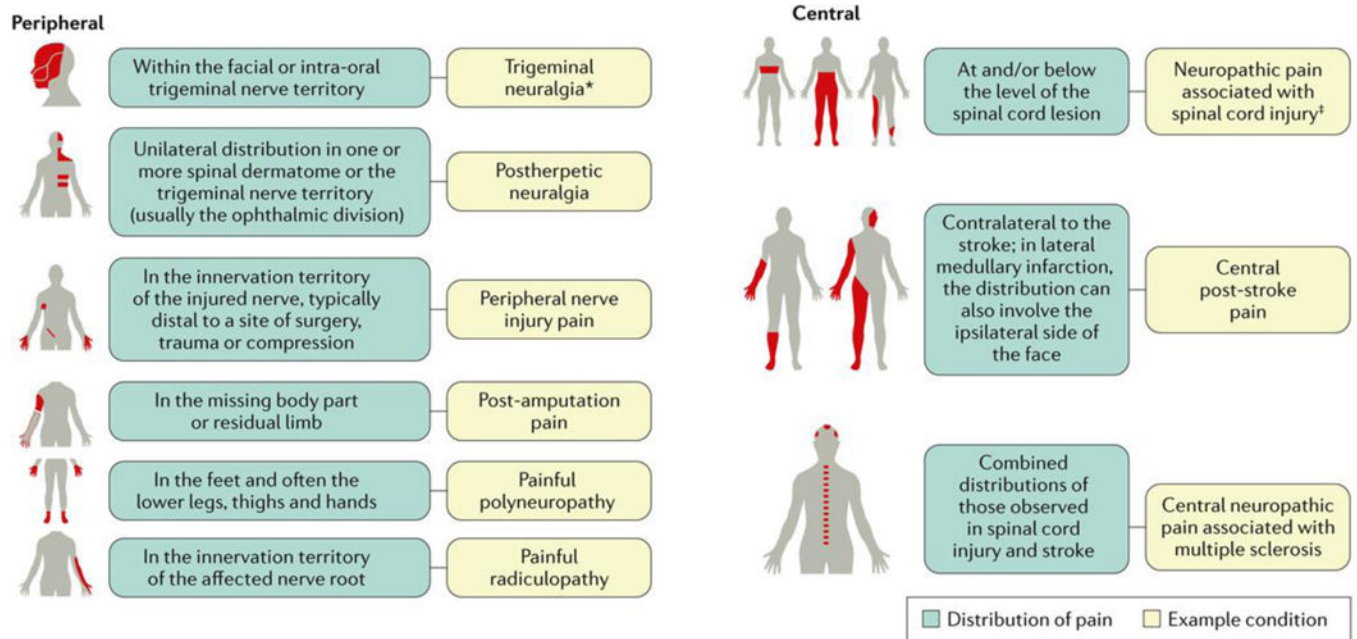 Peripheral
Within the facial or intra-oral
trigeminal nerve territory
Trigeminal
neuralgia*
Unilateral distribution in one or
more spinal dermatome or the
trigeminal nerve territory
(usually the ophthalmic division)
Postherpetic
neuralgia
In the innervation territory
of the injured nerve, typically
distal to a site of surgery,
trauma or compression
Peripheral nerve
injury pain
In the missing body part
or residual limb
Post-amputation
pain
In the feet and often the
lower legs, thighs and hands
Painful
polyneuropathy
In the innervation territory
of the affected nerve root
Painful
radiculopathy
Central
At and/or below
the level of the
spinal cord lesion
Neuropathic pain
associated with
spinal cord injury‡
Contralateral to the
stroke; in lateral
medullary infarction,
the distribution can
also involve the
ipsilateral side of
the face
Central
post-stroke
pain
Combined
distributions of
those observed
in spinal cord
injury and stroke
Central neuropathic
pain associated with
multiple sclerosis
Distribution of pain
Example condition